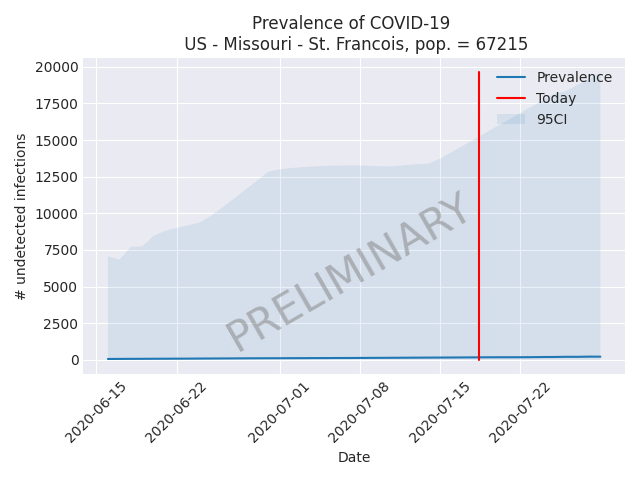 Prevalence of COVID-19
US - Missouri - St. Francois, pop. = 67215
20000
17500
15000
12500
10000
7500
5000
2500
0
# undetected infections
Prevalence
Today
95CI
PRELIMINARY
2020-06-15
2020-06-22
2020-07-01
2020-07-08
2020-07-15
2020-07-22
Date